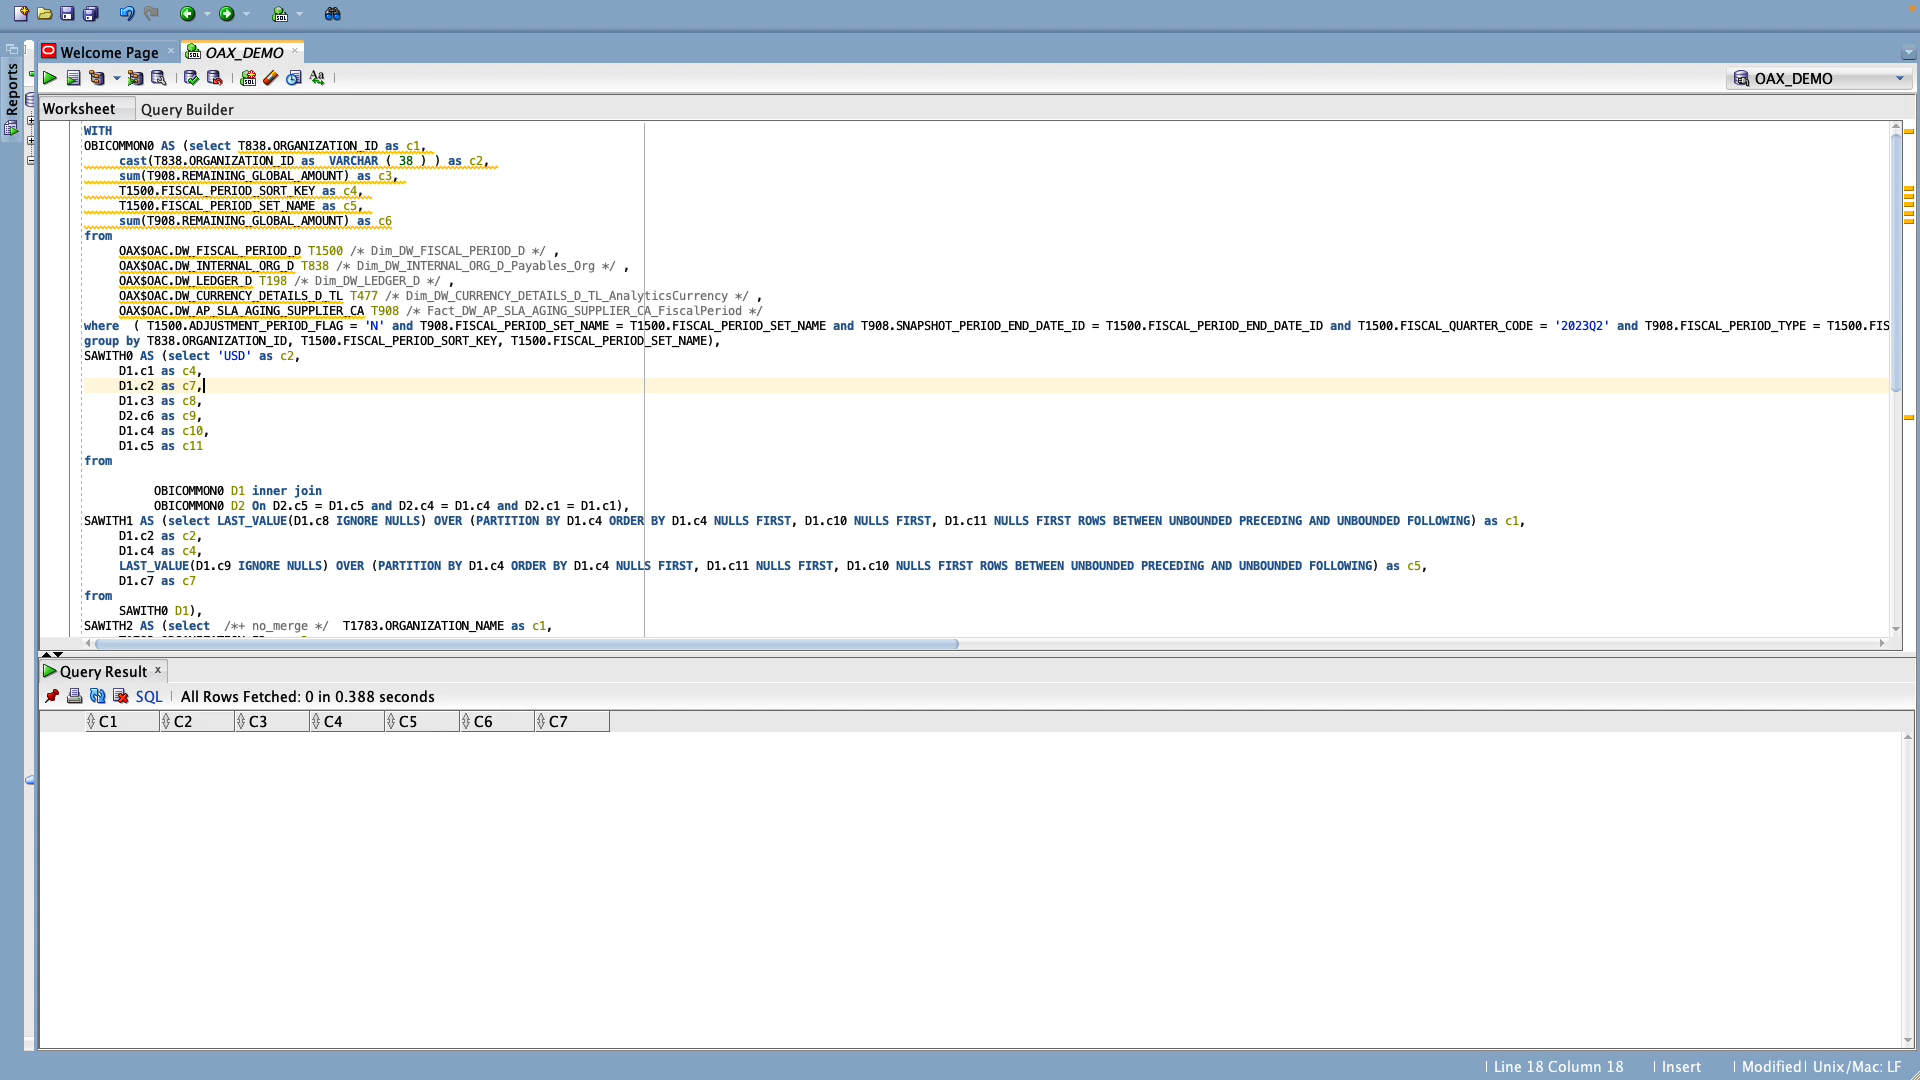 Reports
Welcome Page
OAX_DEMO
OAX_DEMO
Worksheet
Query Builder
WITH
OBICOMMON0 AS (select T838.ORGANIZATION_ID as c1,
cast(T838.ORGANIZATION_ID as  VARCHAR ( 38 ) ) as c2,
sum(T908.REMAINING_GLOBAL_AMOUNT) as c3,
T1500.FISCAL_PERIOD_SORT_KEY as c4,
T1500.FISCAL_PERIOD_SET_NAME as c5,
sum(T908.REMAINING_GLOBAL_AMOUNT) as c6
from
OAX$OAC.DW_FISCAL_PERIOD_D T1500 /* Dim_DW_FISCAL_PERIOD_D */ ,
OAX$OAC.DW_INTERNAL_ORG_D T838 /* Dim_DW_INTERNAL_ORG_D_Payables_Org */ ,
OAX$OAC.DW_LEDGER_D T198 /* Dim_DW_LEDGER_D */ ,
OAX$OAC.DW_CURRENCY_DETAILS_D_TL T477 /* Dim_DW_CURRENCY_DETAILS_D_TL_AnalyticsCurrency */ ,
OAX$OAC.DW_AP_SLA_AGING_SUPPLIER_CA T908 /* Fact_DW_AP_SLA_AGING_SUPPLIER_CA_FiscalPeriod */
where  ( T1500.ADJUSTMENT_PERIOD_FLAG = 'N' and T908.FISCAL_PERIOD_SET_NAME = T1500.FISCAL_PERIOD_SET_NAME and T908.SNAPSHOT_PERIOD_END_DATE_ID = T1500.FISCAL_PERIOD_END_DATE_ID and T1500.FISCAL_QUARTER_CODE = '2023Q2' and T908.FISCAL_PERIOD_TYPE = T1500.FIS
group by T838.ORGANIZATION_ID, T1500.FISCAL_PERIOD_SORT_KEY, T1500.FISCAL_PERIOD_SET_NAME),
SAWITH0 AS (select 'USD' as c2,
D1.c1 as c4,
D1.c2 as c7,
D1.c3 as c8,
D2.c6 as c9,
D1.c4 as c10,
D1.c5 as c11
from
OBICOMMON0 D1 inner join
OBICOMMON0 D2 On D2.c5 = D1.c5 and D2.c4 = D1.c4 and D2.c1 = D1.c1),
SAWITH1 AS (select LAST_VALUE(D1.c8 IGNORE NULLS) OVER (PARTITION BY D1.c4 ORDER BY D1.c4 NULLS FIRST, D1.c10 NULLS FIRST, D1.c11 NULLS FIRST ROWS BETWEEN UNBOUNDED PRECEDING AND UNBOUNDED FOLLOWING) as c1,
D1.c2 as c2,
D1.c4 as c4,
LAST_VALUE(D1.c9 IGNORE NULLS) OVER (PARTITION BY D1.c4 ORDER BY D1.c4 NULLS FIRST, D1.c11 NULLS FIRST, D1.c10 NULLS FIRST ROWS BETWEEN UNBOUNDED PRECEDING AND UNBOUNDED FOLLOWING) as c5,
D1.c7 as c7
from
SAWITH0 D1),
SAWITH2 AS (select  /*+ no_merge */  T1783.ORGANIZATION_NAME as c1,
Query Result
SQL
All Rows Fetched: 0 in 0.388 seconds
C1 C2 C3 C4 C5 C6 C7
Line 18 Column 18
Insert
Modified
Unix/Mac: LF